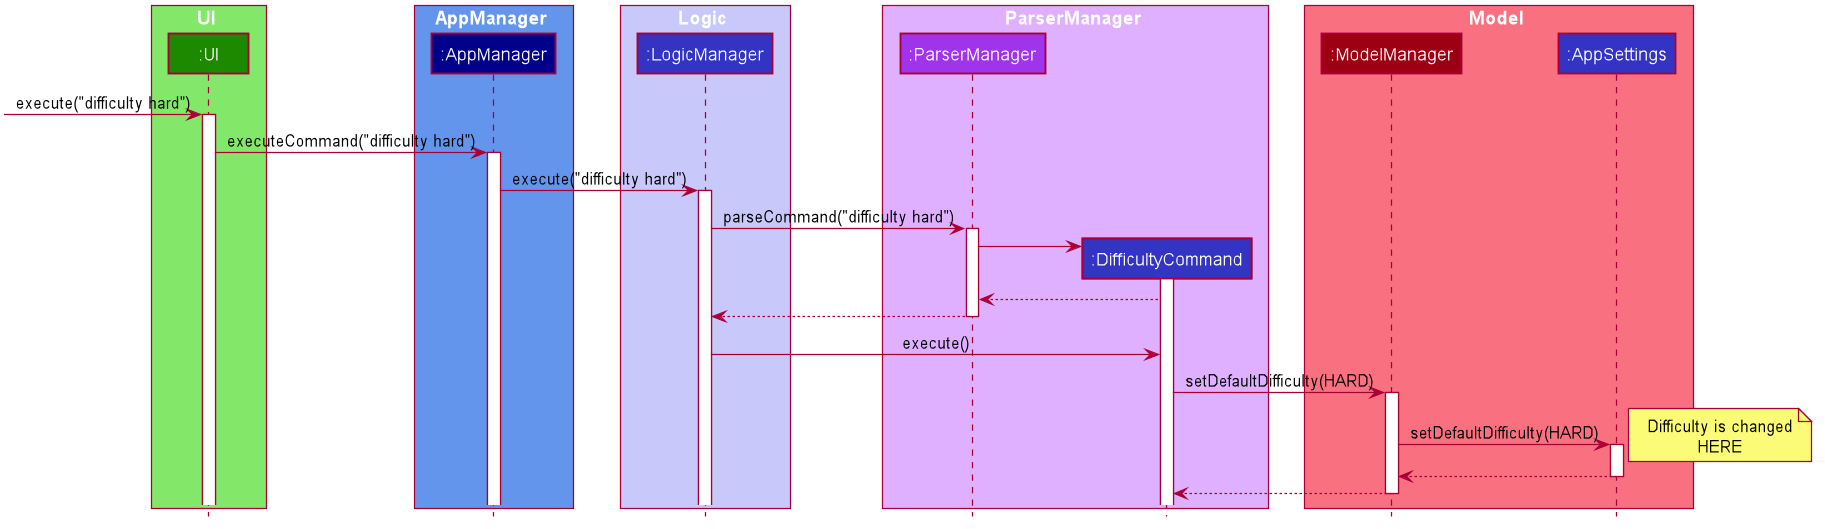 UI
AppManager
Logic
ParserManager
Model
:UI
:AppManager
:LogicManager
:ParserManager
:ModelManager
:AppSettings
execute("difficulty hard")
executeCommand("difficulty hard")
execute("difficulty hard")
parseCommand("difficulty hard")
:DifficultyCommand
execute()
setDefaultDifficulty(HARD)
Difficulty is changed
HERE
setDefaultDifficulty(HARD)